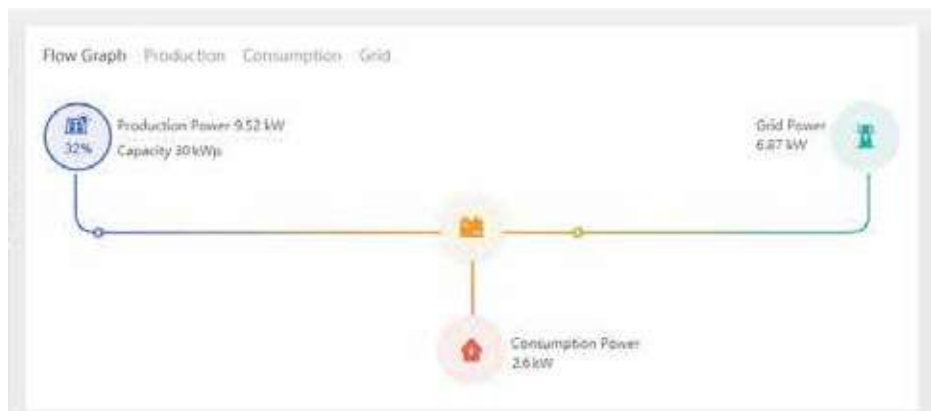 Flow Graph Production Consumption Grid
Production Power 9.52 kW
Capacity 30 kWp
32%
Grid Power
6.87 kW
Consumption Power
2.6 kW